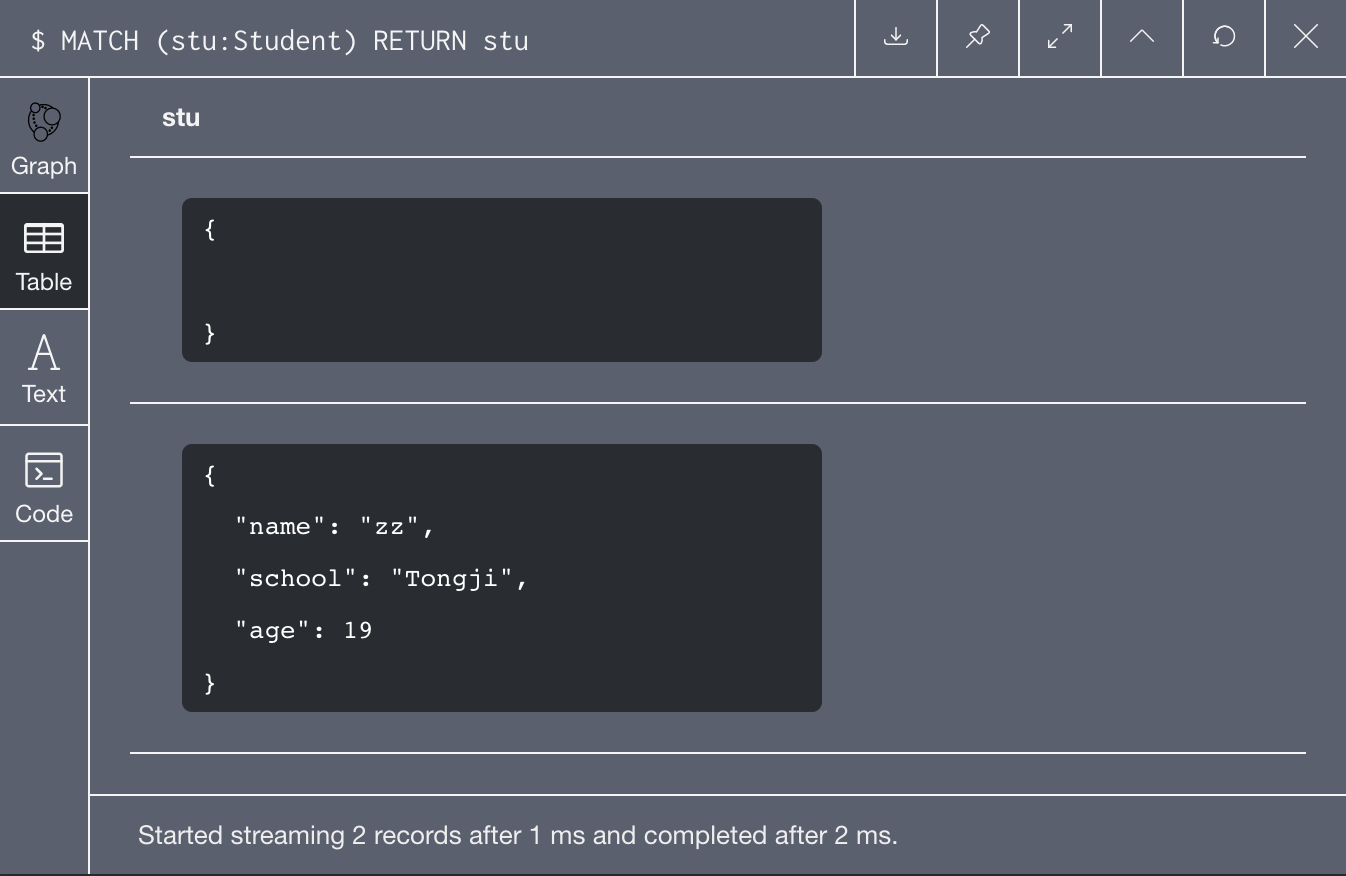 $ MATCH (stu:Student) RETURN stu
Graph
Table
Text
Code
stu
{
}
{
"name": "zz",
"school": "Tongji",
"age": 19
}
Started streaming 2 records after 1 ms and completed after 2 ms.